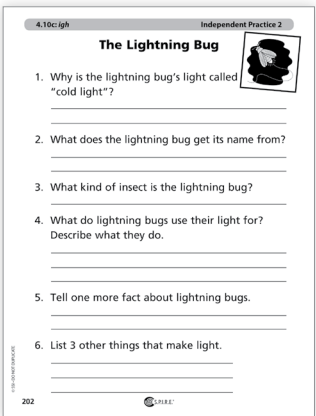 4.10c: igh
Independent Practice 2
The Lightning Bug
1. Why is the lightning bug's light called
"cold light"?
2. What does the lightning bug get its name from?
3. What kind of insect is the lightning bug?
4. What do lightning bugs use their light for?
Describe what they do.
5. Tell one more fact about lightning bugs.
6. List 3 other things that make light.
202
S.P.I.R.E.